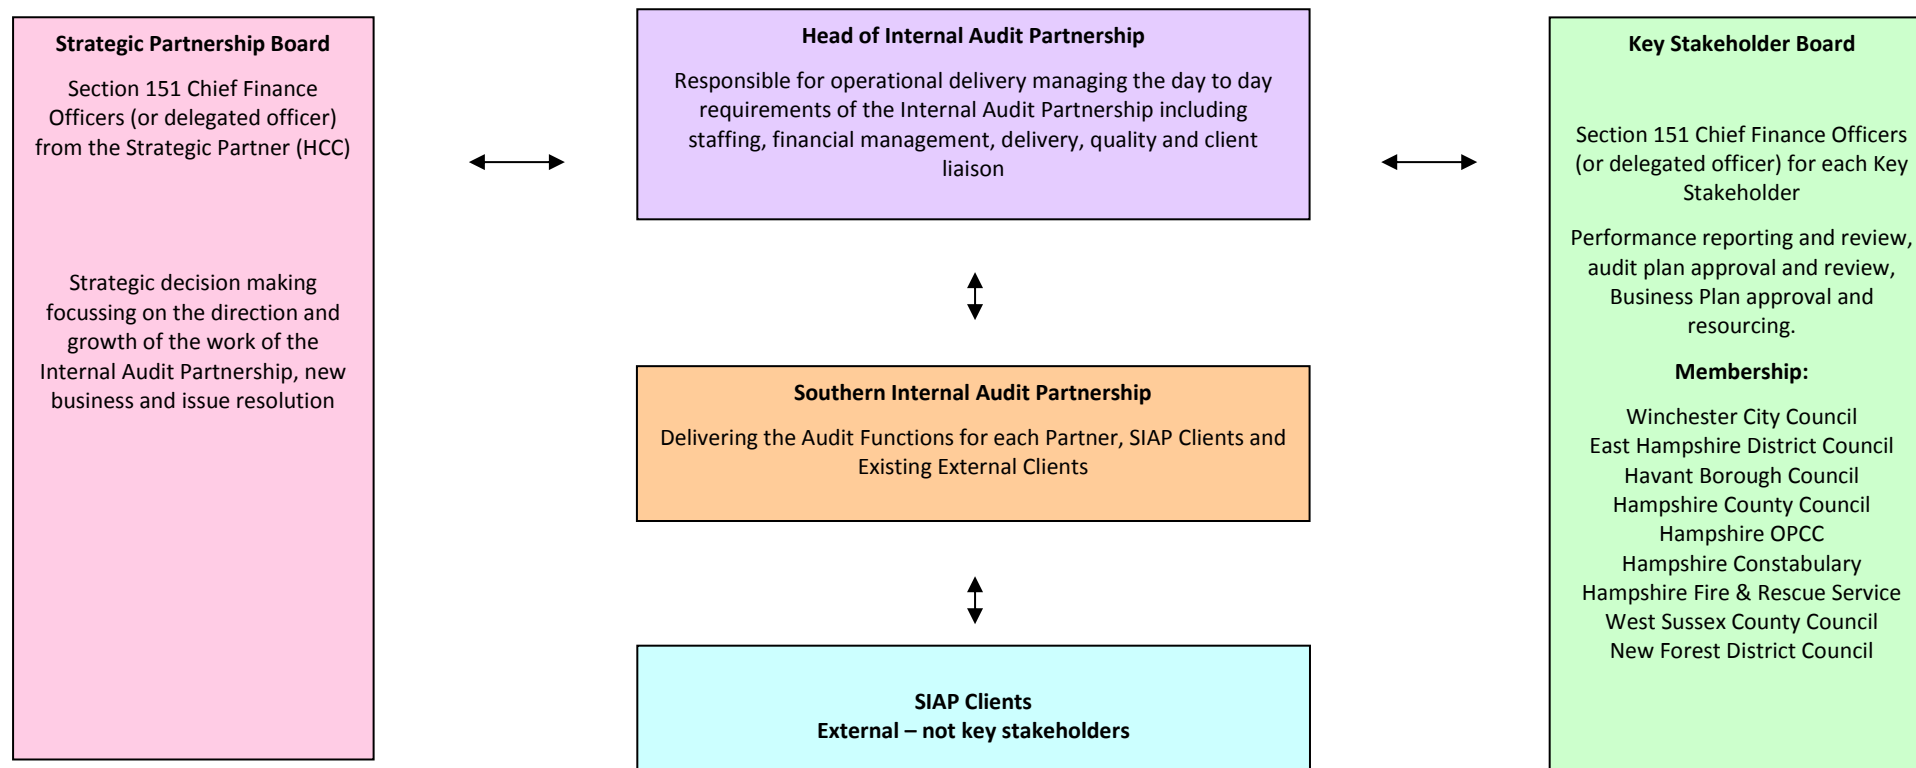 Strategic Partnership Board
Section 151 Chief Finance
Officers (or delegated officer)
from the Strategic Partner (HCC)
Strategic decision making
focussing on the direction and
growth of the work of the
Internal Audit Partnership, new
business and issue resolution
Head of Internal Audit Partnership
Responsible for operational delivery managing the day to day
requirements of the Internal Audit Partnership including
staffing, financial management, delivery, quality and client
liaison
Southern Internal Audit Partnership
Delivering the Audit Functions for each Partner, SIAP Clients and
Existing External Clients
SIAP Clients
External – not key stakeholders
Key Stakeholder Board
Section 151 Chief Finance Officers
(or delegated officer) for each Key
Stakeholder
Performance reporting and review,
audit plan approval and review,
Business Plan approval and
resourcing.
Membership:
Winchester City Council
East Hampshire District Council
Havant Borough Council
Hampshire County Council
Hampshire OPCC
Hampshire Constabulary
Hampshire Fire & Rescue Service
West Sussex County Council
New Forest District Council